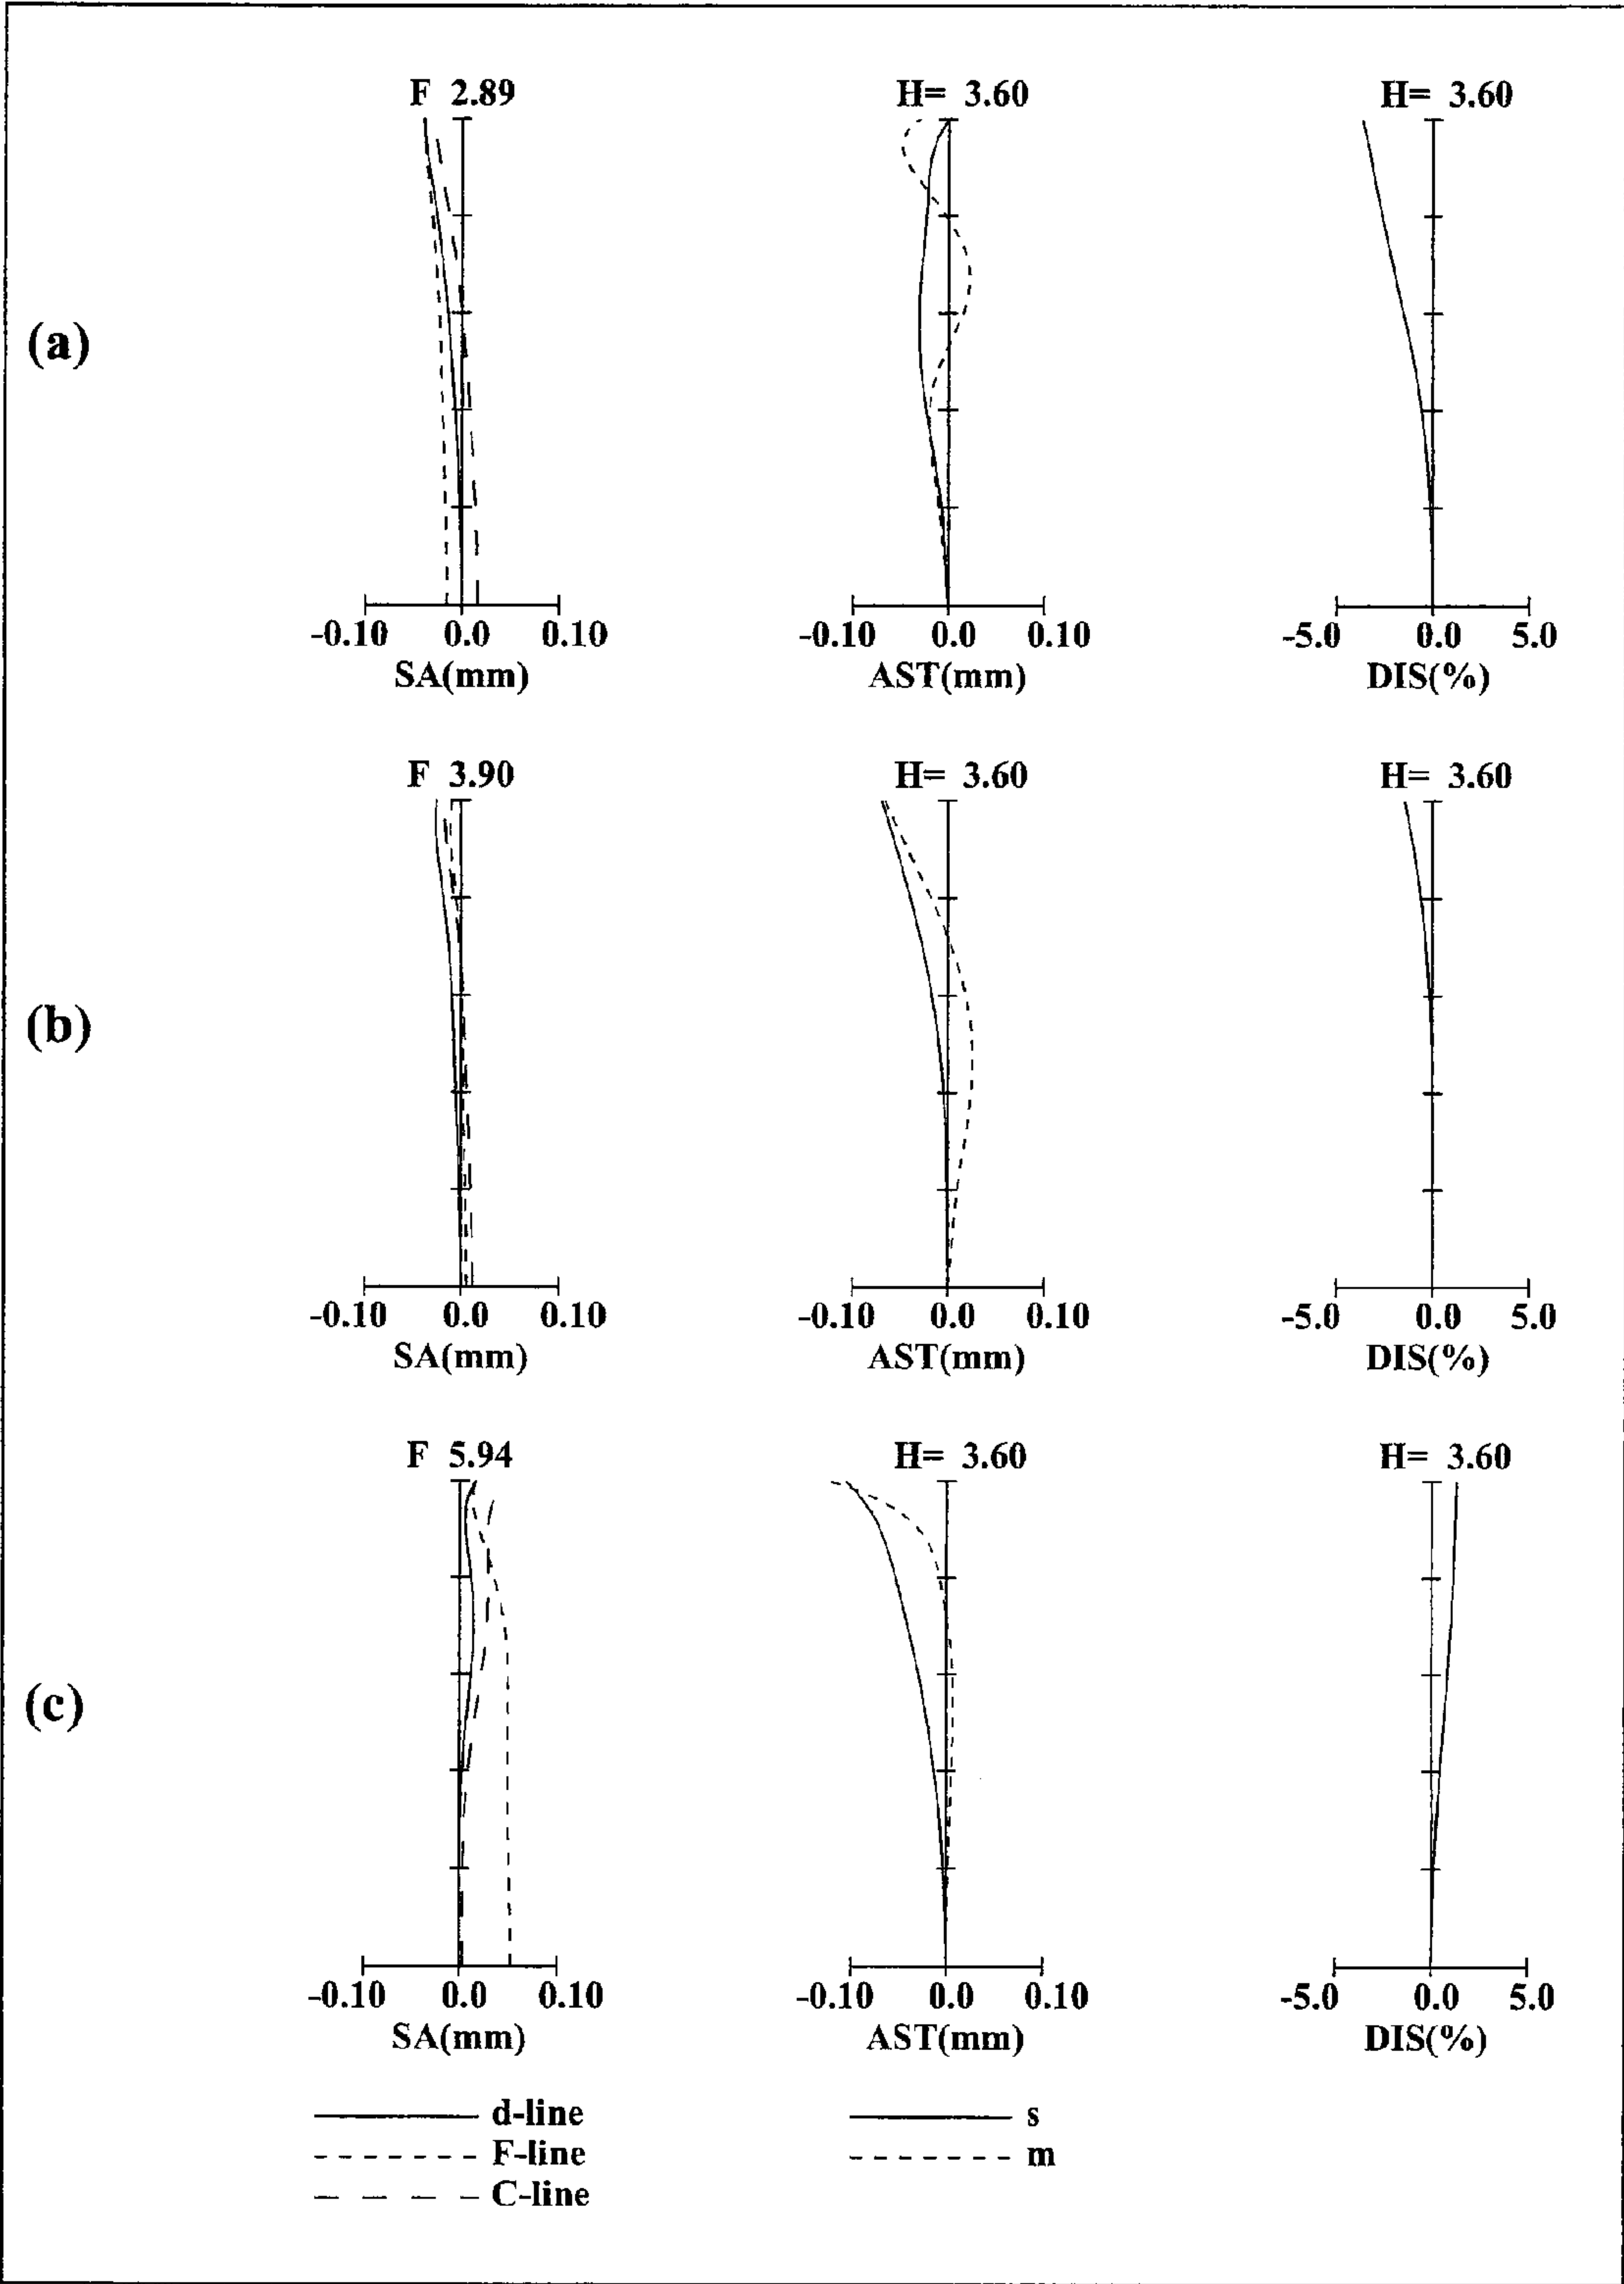 F 2.89 H= 3.60 H= 3.60
(a)
-0.10 0.0 0.10 -0.10 0.0 0.10 -5.0 0.0 5.0
SA(mm) AST(mm) DIS(%)
F 3.90 H= 3.60 H= 3.60
(b)
-0.10 0.0 0.10 -0.10 0.0 0.10 -5.0 0.0 5.0
SA(mm) AST(mm) DIS(%)
F 5.94 H= 3.60 H= 3.60
(c)
-0.10 0.0 0.10 -0.10 0.0 0.10 -5.0 0.0 5.0
SA(mm) AST(mm) DIS(%)
d-line s
F-line m
C-line